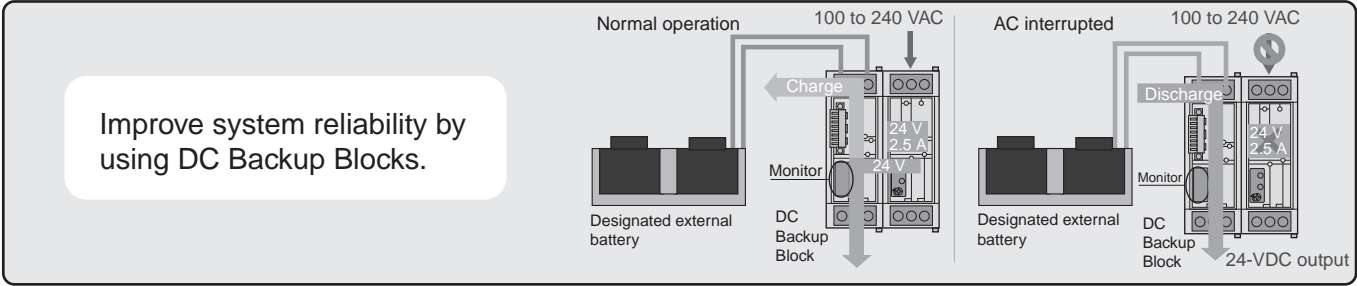 Improve system reliability by
using DC Backup Blocks.
Normal operation
100 to 240 VAC
Charge
24 V
2.5 A
24 V
Monitor
Designated external
battery
DC
Backup
Block
AC interrupted
100 to 240 VAC
Discharge
24 V
2.5 A
Monitor
Designated external
battery
DC
Backup
Block
24-VDC output